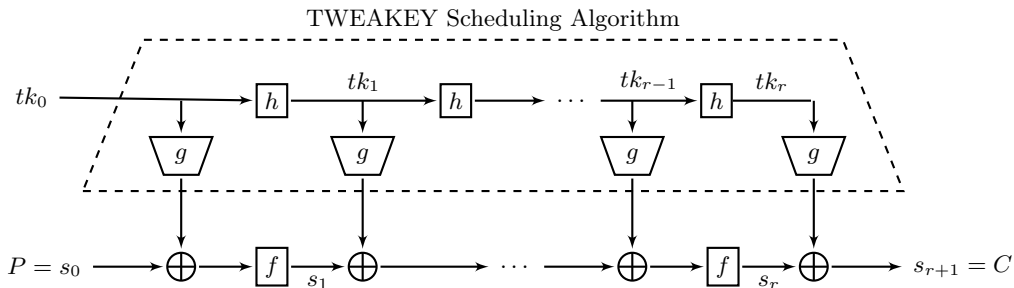 TWEAKEY Scheduling Algorithm
tk₀ h tk₁ h ⋯ tkᵣ₋₁ h tkᵣ
g g g g
P = s₀ f s₁ ⋯ f sᵣ sᵣ₊₁ = C